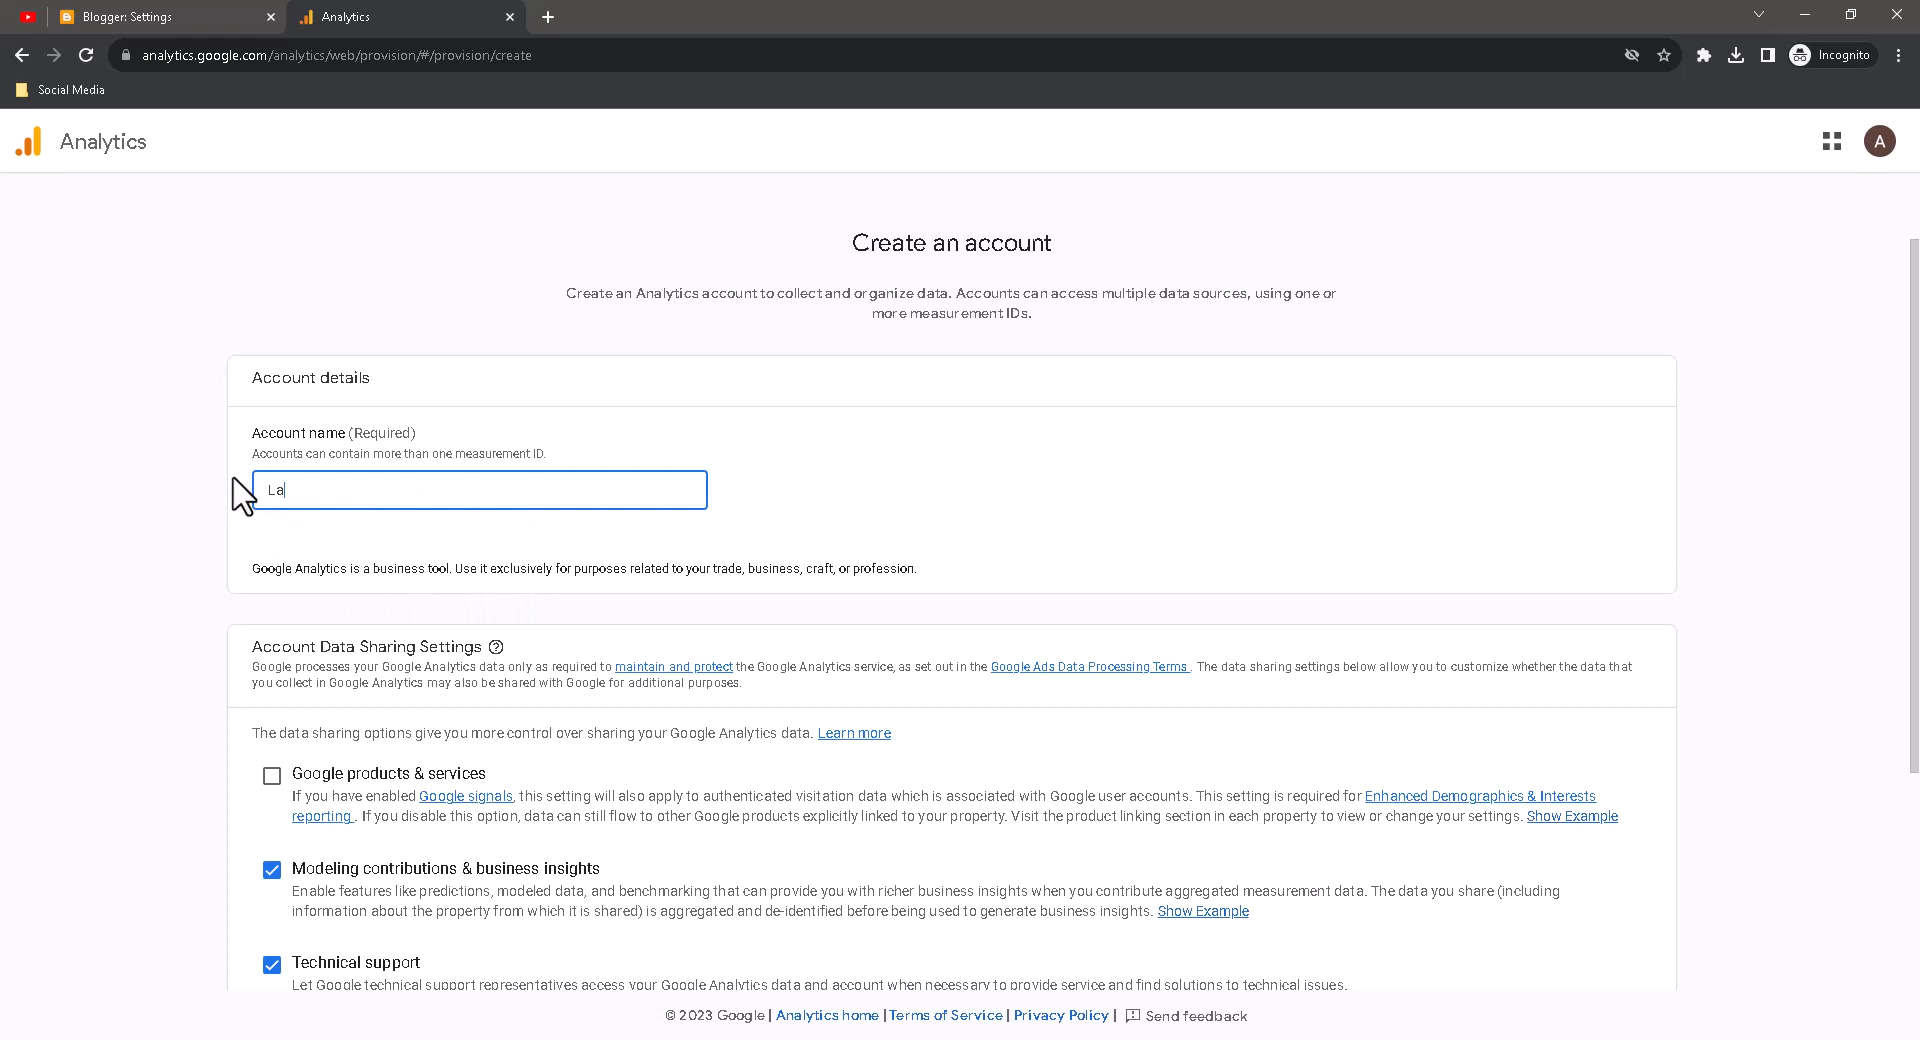 Blogger: Settings
Analytics
analytics.google.com/analytics/web/provision/#/provision/create
Incognito
Social Media
Analytics
A
Create an account
Create an Analytics account to collect and organize data. Accounts can access multiple data sources, using one or
more measurement IDs.
Account details
Account name (Required)
Accounts can contain more than one measurement ID.
La
Google Analytics is a business tool. Use it exclusively for purposes related to your trade, business, craft, or profession.
Account Data Sharing Settings
Google processes your Google Analytics data only as required to maintain and protect the Google Analytics service, as set out in the Google Ads Data Processing Terms . The data sharing settings below allow you to customize whether the data that
you collect in Google Analytics may also be shared with Google for additional purposes.
The data sharing options give you more control over sharing your Google Analytics data. Learn more
Google products & services
If you have enabled Google signals, this setting will also apply to authenticated visitation data which is associated with Google user accounts. This setting is required for Enhanced Demographics & Interests
reporting . If you disable this option, data can still flow to other Google products explicitly linked to your property. Visit the product linking section in each property to view or change your settings. Show Example
Modeling contributions & business insights
Enable features like predictions, modeled data, and benchmarking that can provide you with richer business insights when you contribute aggregated measurement data. The data you share (including
information about the property from which it is shared) is aggregated and de-identified before being used to generate business insights. Show Example
Technical support
Let Google technical support representatives access your Google Analytics data and account when necessary to provide service and find solutions to technical issues.
© 2023 Google | Analytics home | Terms of Service | Privacy Policy | Send feedback